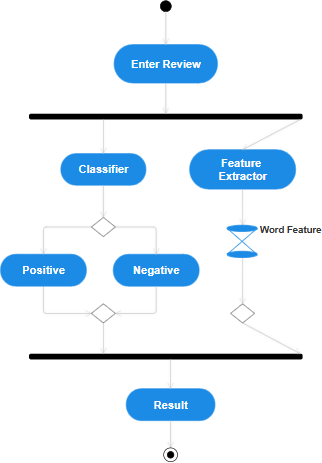 Enter Review
Classifier
Feature
Extractor
Word Feature
Positive
Negative
Result